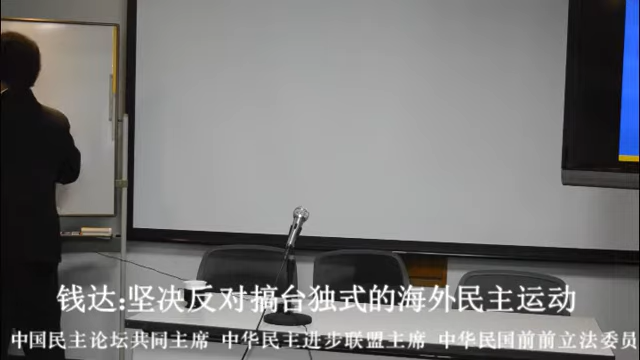 钱达:坚决反对搞台独式的海外民主运动
中国民主论坛共同主席 中华民主进步联盟主席 中华民国前前立法委员